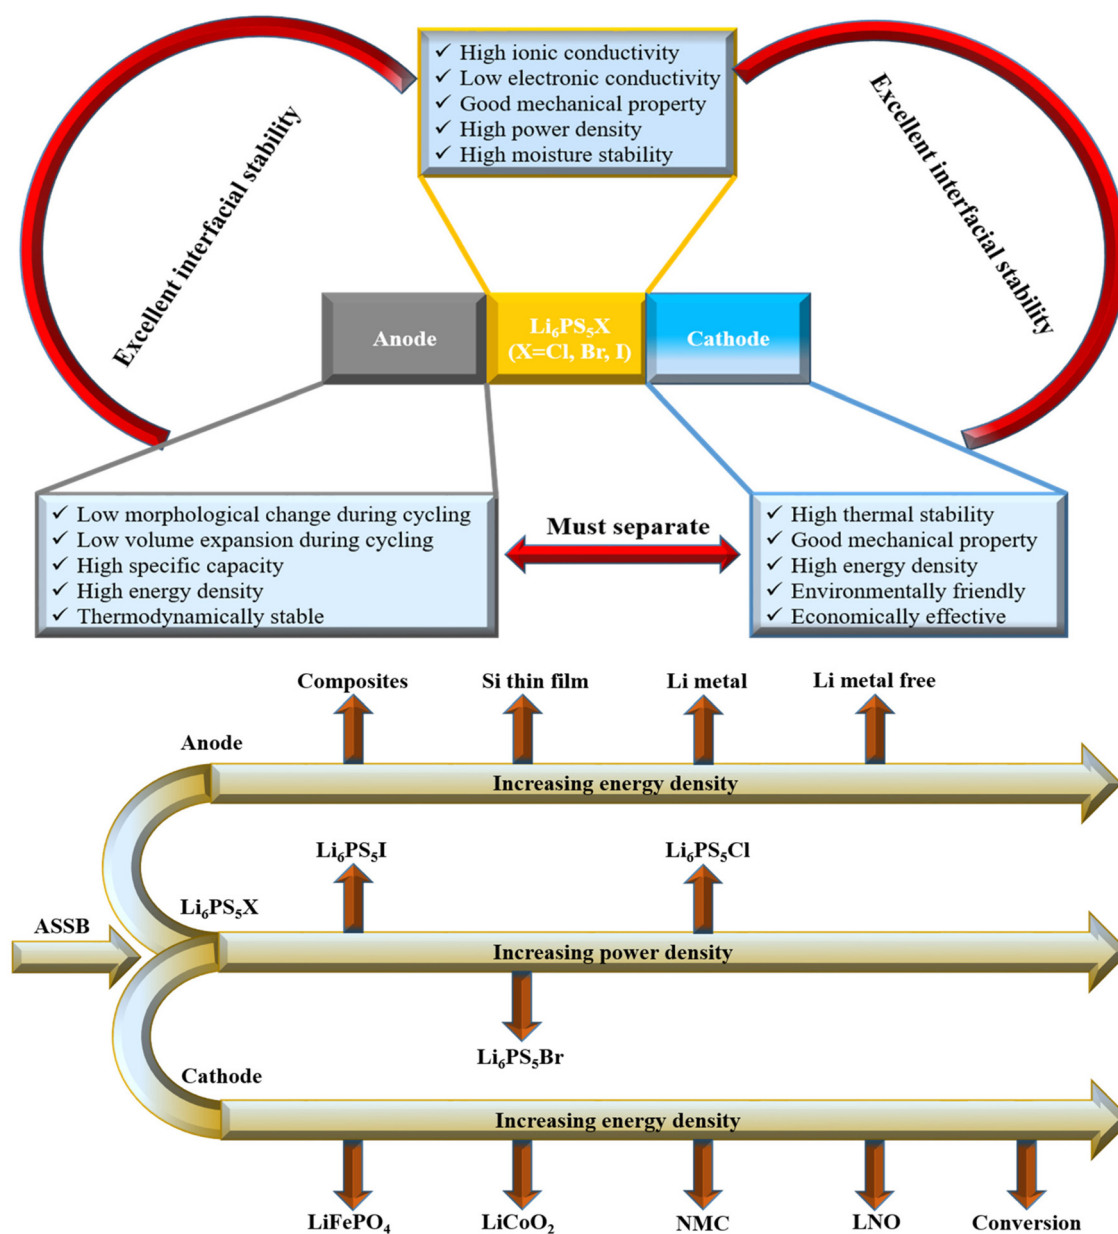 ✓ High ionic conductivity
✓ Low electronic conductivity
✓ Good mechanical property
✓ High power density
✓ High moisture stability
Excellent interfacial stability
Excellent interfacial stability
Anode
Li₆PS₅X
(X=Cl, Br, I)
Cathode
✓ Low morphological change during cycling
✓ Low volume expansion during cycling
✓ High specific capacity
✓ High energy density
✓ Thermodynamically stable
Must separate
✓ High thermal stability
✓ Good mechanical property
✓ High energy density
✓ Environmentally friendly
✓ Economically effective
Composites
Si thin film
Li metal
Li metal free
Anode
Increasing energy density
Li₆PS₅I
Li₆PS₅Cl
Li₆PS₅X
ASSB
Increasing power density
Li₆PS₅Br
Cathode
Increasing energy density
LiFePO₄
LiCoO₂
NMC
LNO
Conversion